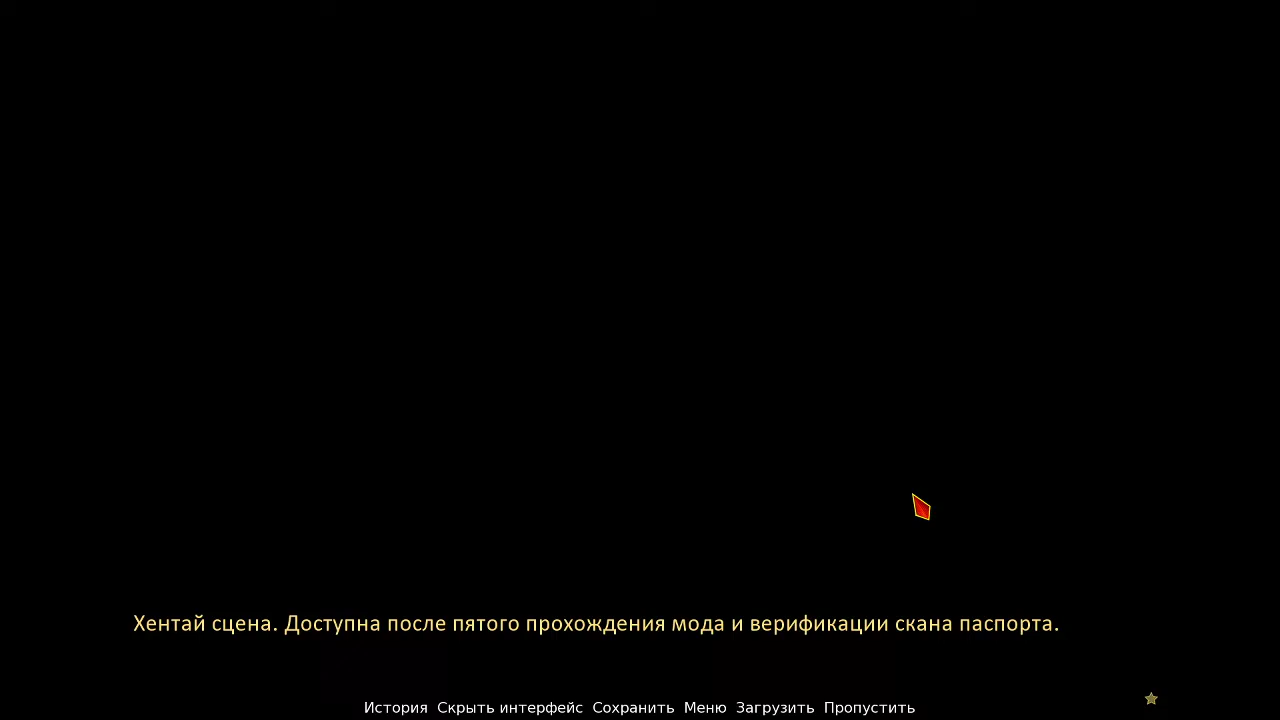 Хентай сцена. Доступна после пятого прохождения мода и верификации скана паспорта.
История Скрыть интерфейс Сохранить Меню Загрузить Пропустить